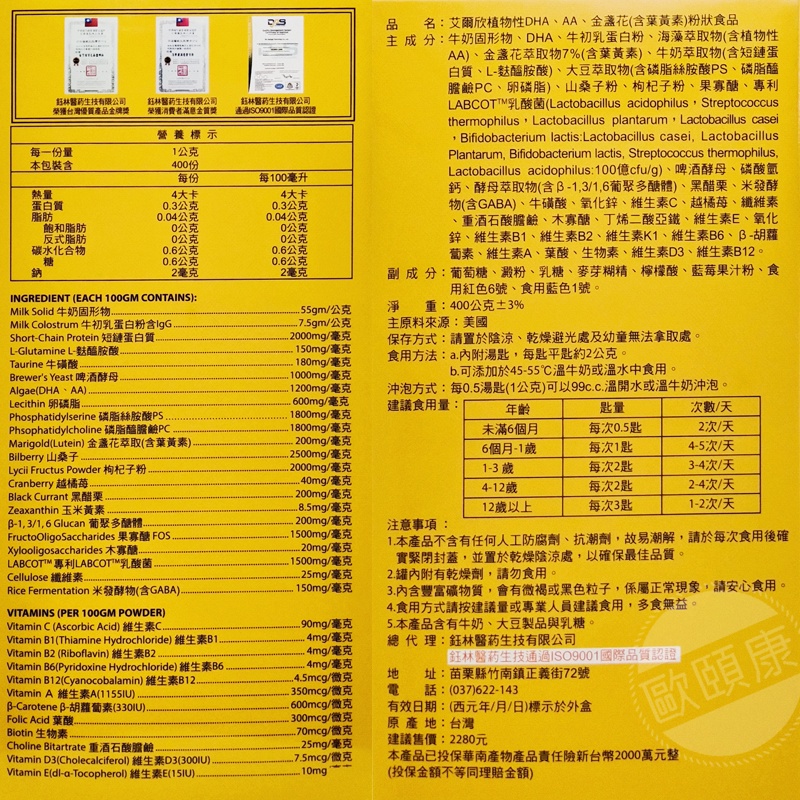 鈺林醫葯生技有限公司
榮獲台灣優質產品金牌獎
鈺林醫葯生技有限公司
榮獲消費者滿意金質獎
鈺林醫葯生技有限公司
通過ISO9001國際品質認證
營養標示
每一份量 1公克
本包裝含 400份
每份 每100毫升
熱量 4大卡 4大卡
蛋白質 0.3公克 0.3公克
脂肪 0.04公克 0.04公克
飽和脂肪 0公克 0公克
反式脂肪 0公克 0公克
碳水化合物 0.6公克 0.6公克
糖 0.6公克 0.6公克
鈉 2毫克 2毫克
INGREDIENT (EACH 100GM CONTAINS):
Milk Solid 牛奶固形物 55gm/公克
Milk Colostrum 牛初乳蛋白粉含IgG 7.5gm/公克
Short-Chain Protein 短鏈蛋白質 2000mg/毫克
L-Glutamine L-麩醯胺酸 150mg/毫克
Taurine 牛磺酸 180mg/毫克
Brewer's Yeast 啤酒酵母 1000mg/毫克
Algae(DHA、AA) 1200mg/毫克
Lecithin 卵磷脂 600mg/毫克
Phosphatidylserine 磷脂絲胺酸PS 1800mg/毫克
Phsophatidylcholine 磷脂醯膽鹼PC 1800mg/毫克
Marigold(Lutein) 金盞花萃取(含葉黃素) 200mg/毫克
Bilberry 山桑子 2500mg/毫克
Lycii Fructus Powder 枸杞子粉 2000mg/毫克
Cranberry 越橘苺 40mg/毫克
Black Currant 黑醋栗 200mg/毫克
Zeaxanthin 玉米黃素 8.5mg/毫克
β-1, 3/1, 6 Glucan 葡聚多醣體 200mg/毫克
FructoOligoSaccharides 果寡醣 FOS 1500mg/毫克
Xylooligosaccharides 木寡醣 20mg/毫克
LABCOT™ 專利LABCOT™乳酸菌 1500mg/毫克
Cellulose 纖維素 25mg/毫克
Rice Fermentation 米發酵物(含GABA) 150mg/毫克
VITAMINS (PER 100GM POWDER)
Vitamin C (Ascorbic Acid) 維生素C 90mg/毫克
Vitamin B1(Thiamine Hydrochloride) 維生素B1 4mg/毫克
Vitamin B2 (Riboflavin) 維生素B2 4mg/毫克
Vitamin B6(Pyridoxine Hydrochloride) 維生素B6 4mg/毫克
Vitamin B12(Cyanocobalamin) 維生素B12 4.5mcg/微克
Vitamin A 維生素A(1155IU) 350mcg/微克
β-Carotene β-胡蘿蔔素(330IU) 600mcg/微克
Folic Acid 葉酸 300mcg/微克
Biotin 生物素 70mcg/微克
Choline Bitartrate 重酒石酸膽鹼 25mg/毫克
Vitamin D3(Cholecalciferol) 維生素D3(300IU) 7.5mcg/微克
Vitamin E(dl-α-Tocopherol) 維生素E(15IU) 10mg
品名：艾爾欣植物性DHA、AA、金盞花(含葉黃素)粉狀食品
主成分：牛奶固形物、DHA、牛初乳蛋白粉、海藻萃取物(含植物性
AA)、金盞花萃取物7%(含葉黃素)、牛奶萃取物(含短鏈蛋
白質、L-麩醯胺酸)、大豆萃取物(含磷脂絲胺酸PS、磷脂醯
膽鹼PC、卵磷脂)、山桑子粉、枸杞子粉、果寡醣、專利
LABCOT™乳酸菌(Lactobacillus acidophilus，Streptococcus
thermophilus，Lactobacillus plantarum，Lactobacillus casei
，Bifidobacterium lactis:Lactobacillus casei, Lactobacillus
Plantarum, Bifidobacterium lactis, Streptococcus thermophilus,
Lactobacillus acidophilus:100億cfu/g)、啤酒酵母、磷酸氫
鈣、酵母萃取物(含β-1,3/1,6葡聚多醣體)、黑醋栗、米發酵
物(含GABA)、牛磺酸、氧化鋅、維生素C、越橘苺、纖維素
、重酒石酸膽鹼、木寡醣、丁烯二酸亞鐵、維生素E、氧化
鋅、維生素B1、維生素B2、維生素K1、維生素B6、β-胡蘿
蔔素、維生素A、葉酸、生物素、維生素D3、維生素B12。
副成分：葡萄糖、澱粉、乳糖、麥芽糊精、檸檬酸、藍莓果汁粉、食
用紅色6號、食用藍色1號。
淨重：400公克±3%
主原料來源：美國
保存方式：請置於陰涼、乾燥避光處及幼童無法拿取處。
食用方法：a.內附湯匙，每匙平匙約2公克。
b.可添加於45-55℃溫牛奶或溫水中食用。
沖泡方式：每0.5湯匙(1公克)可以99c.c.溫開水或溫牛奶沖泡。
建議食用量：
年齡 匙量 次數/天
未滿6個月 每次0.5匙 2次/天
6個月-1歲 每次1匙 4-5次/天
1-3歲 每次2匙 3-4次/天
4-12歲 每次2匙 2-4次/天
12歲以上 每次3匙 1-2次/天
注意事項：
1.本產品不含有任何人工防腐劑、抗潮劑，故易潮解，請於每次食用後確
實緊閉封蓋，並置於乾燥陰涼處，以確保最佳品質。
2.罐內附有乾燥劑，請勿食用。
3.內含豐富礦物質，會有微褐或黑色粒子，係屬正常現象，請安心食用。
4.食用方式請按建議量或專業人員建議食用，多食無益。
5.本產品含有牛奶、大豆製品與乳糖。
總代理：鈺林醫葯生技有限公司
鈺林醫葯生技通過ISO9001國際品質認證
地址：苗栗縣竹南鎮正義街72號
電話：(037)622-143
有效日期：(西元年/月/日)標示於外盒
原產地：台灣
建議售價：2280元
本產品已投保華南產物產品責任險新台幣2000萬元整
(投保金額不等同理賠金額)
歐頤康